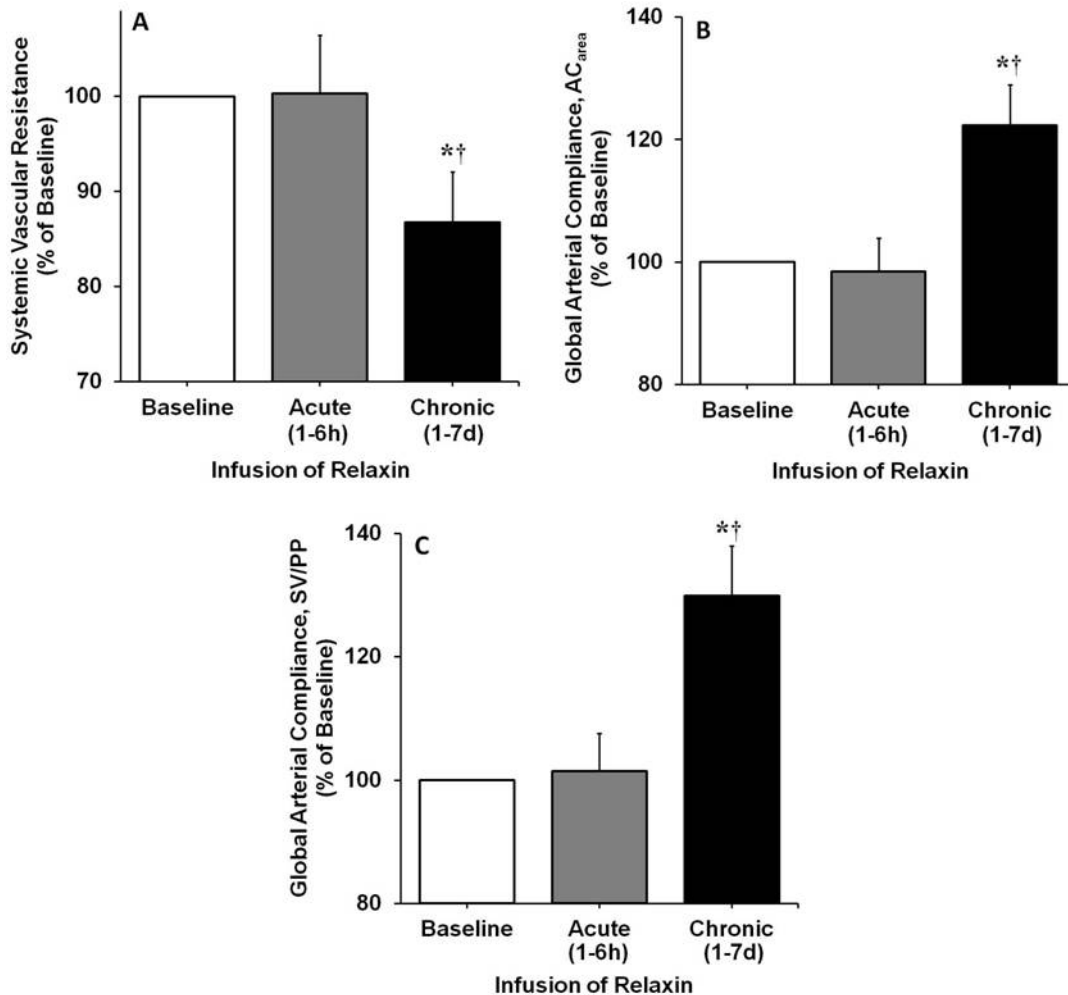 A
Systemic Vascular Resistance
(% of Baseline)
100
90
80
70
*†
Baseline
Acute
(1-6h)
Chronic
(1-7d)
Infusion of Relaxin
B
Global Arterial Compliance, ACarea
(% of Baseline)
140
120
100
80
*†
Baseline
Acute
(1-6h)
Chronic
(1-7d)
Infusion of Relaxin
C
Global Arterial Compliance, SV/PP
(% of Baseline)
140
120
100
80
*†
Baseline
Acute
(1-6h)
Chronic
(1-7d)
Infusion of Relaxin